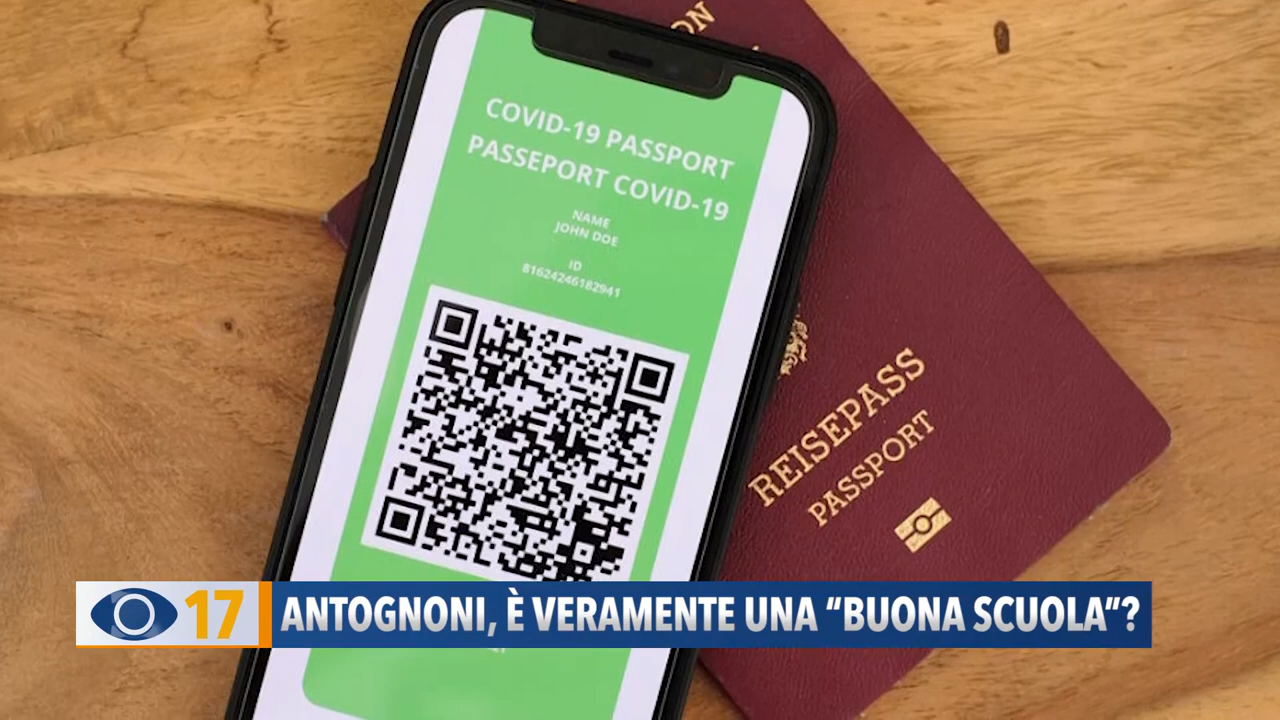 COVID-19 PASSPORT
PASSEPORT COVID-19
NAME
JOHN DOE
ID
81624246182941
REISEPASS
PASSPORT
17
ANTOGNONI, È VERAMENTE UNA “BUONA SCUOLA”?